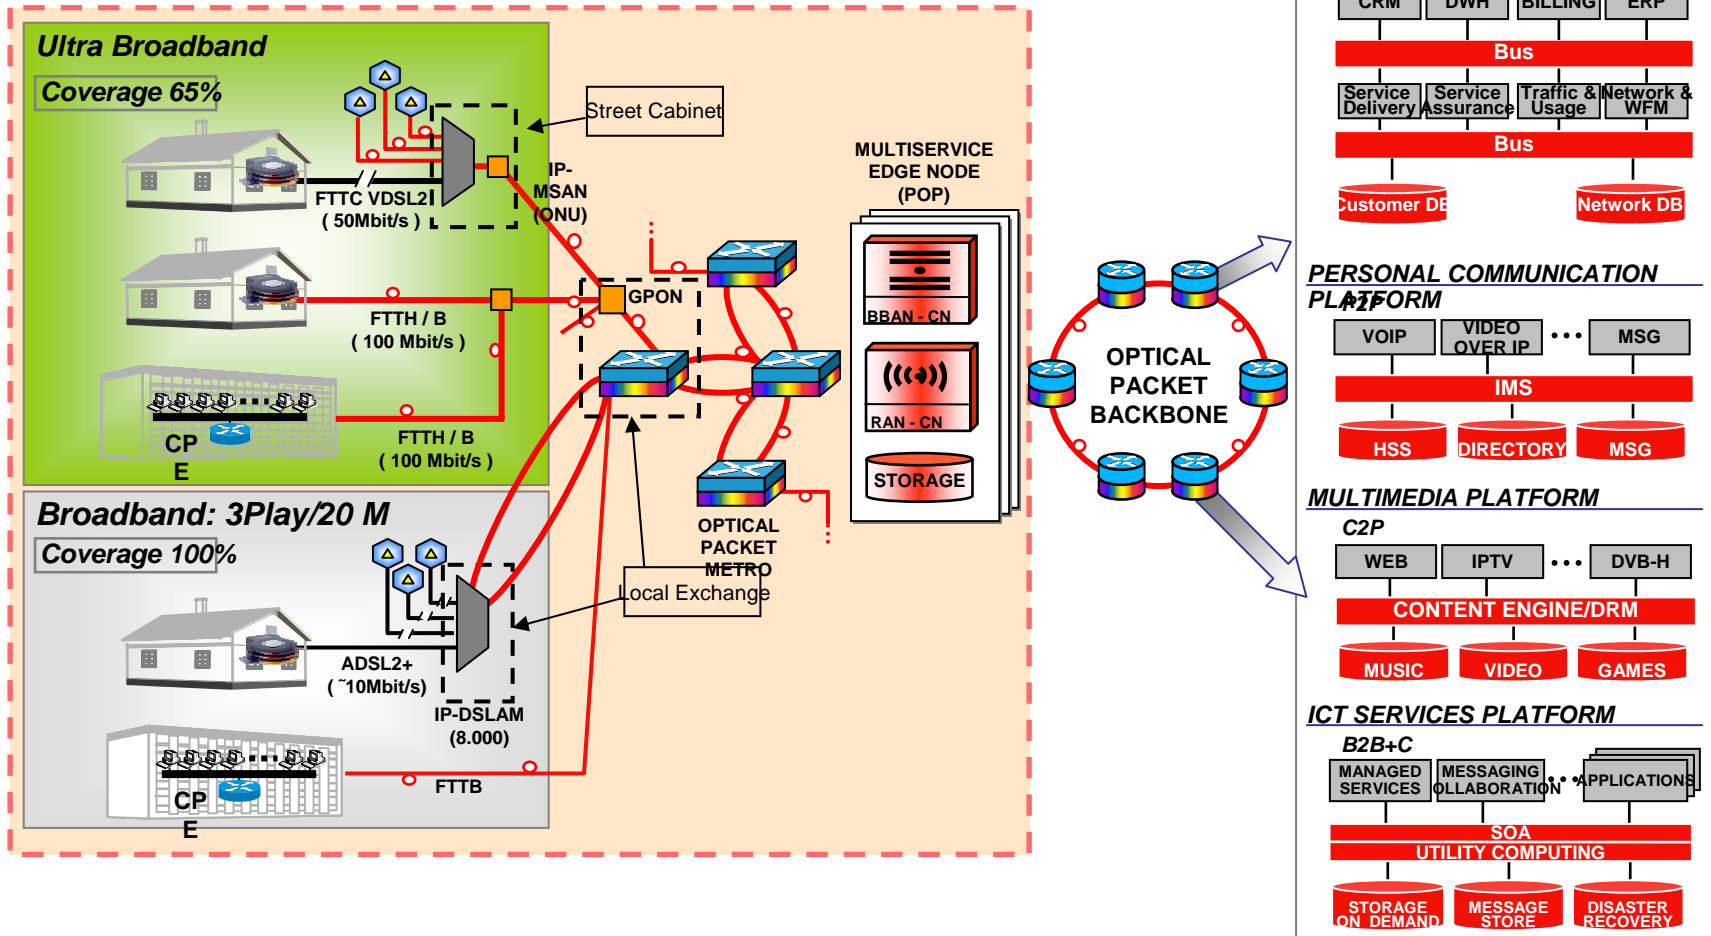 Ultra Broadband
Coverage 65%
Street Cabinet
IP-
MSAN
(ONU)
FTTC VDSL2
( 50Mbit/s )
GPON
FTTH / B
( 100 Mbit/s )
CP
E
FTTH / B
( 100 Mbit/s )
Broadband: 3Play/20 M
Coverage 100%
ADSL2+
( ~10Mbit/s)
IP-DSLAM
(8.000)
CP
E
FTTB
OPTICAL
PACKET
METRO
Local Exchange
MULTISERVICE
EDGE NODE
(POP)
BBAN - CN
RAN - CN
STORAGE
OPTICAL
PACKET
BACKBONE
CRM DWH BILLING ERP
Bus
Service
Delivery
Service
Assurance
Traffic &
Usage
Network &
WFM
Bus
Customer DB
Network DB
PERSONAL COMMUNICATION
PLATFORM
P2P
VOIP
VIDEO
OVER IP
...
MSG
IMS
HSS
DIRECTORY
MSG
MULTIMEDIA PLATFORM
C2P
WEB
IPTV
...
DVB-H
CONTENT ENGINE/DRM
MUSIC
VIDEO
GAMES
ICT SERVICES PLATFORM
B2B+C
MANAGED
SERVICES
MESSAGING
OLLABORATION
...
APPLICATIONS
SOA
UTILITY COMPUTING
STORAGE
ON DEMAND
MESSAGE
STORE
DISASTER
RECOVERY